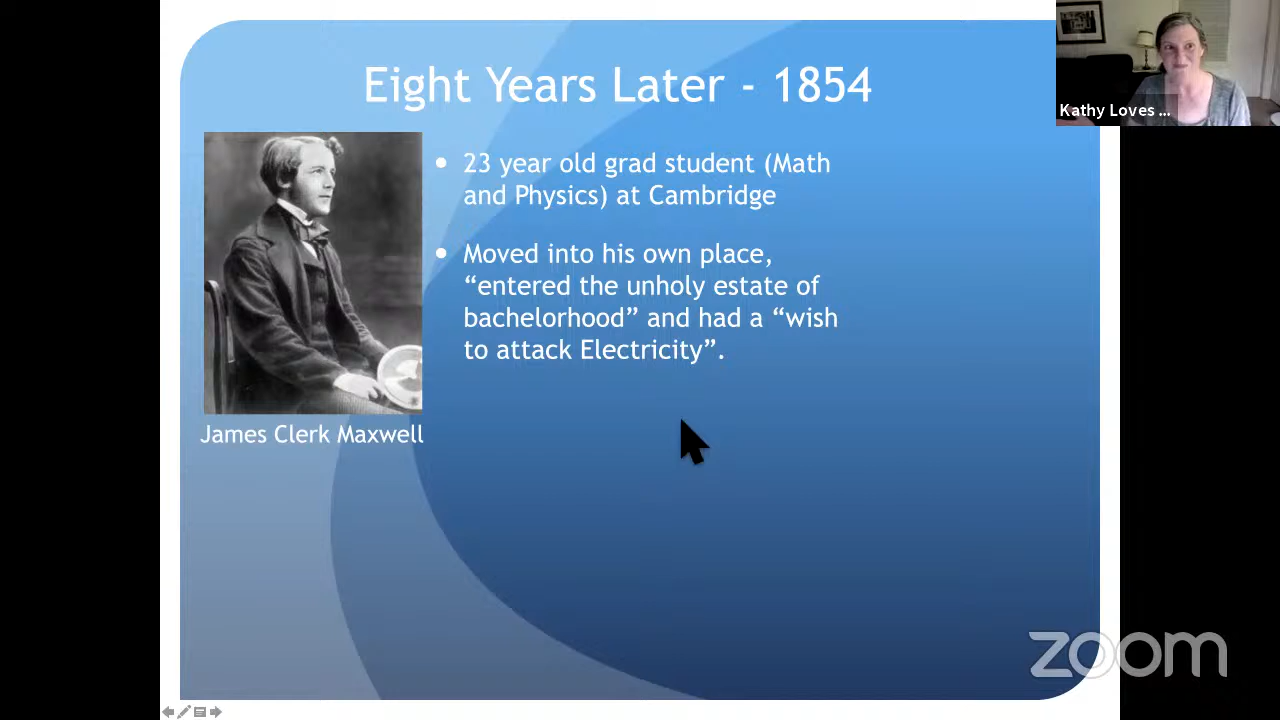 Eight Years Later - 1854
Kathy Loves ...
• 23 year old grad student (Math
and Physics) at Cambridge
• Moved into his own place,
“entered the unholy estate of
bachelorhood” and had a “wish
to attack Electricity”.
James Clerk Maxwell
zoom